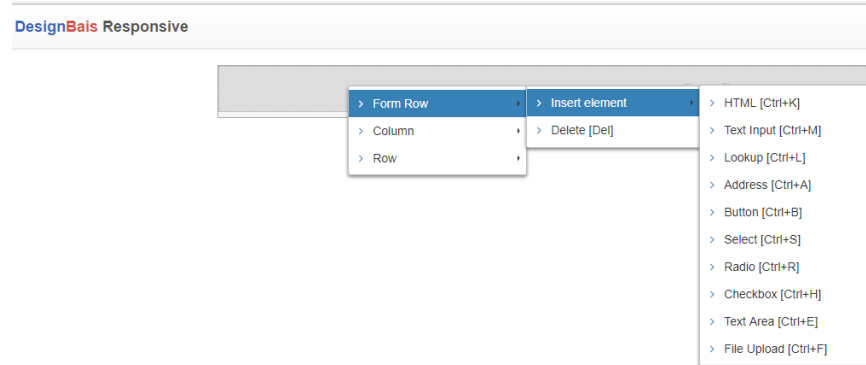 DesignBais Responsive
> Form Row
> Column
> Row
> Insert element
> Delete [Del]
> HTML [Ctrl+K]
> Text Input [Ctrl+M]
> Lookup [Ctrl+L]
> Address [Ctrl+A]
> Button [Ctrl+B]
> Select [Ctrl+S]
> Radio [Ctrl+R]
> Checkbox [Ctrl+H]
> Text Area [Ctrl+E]
> File Upload [Ctrl+F]